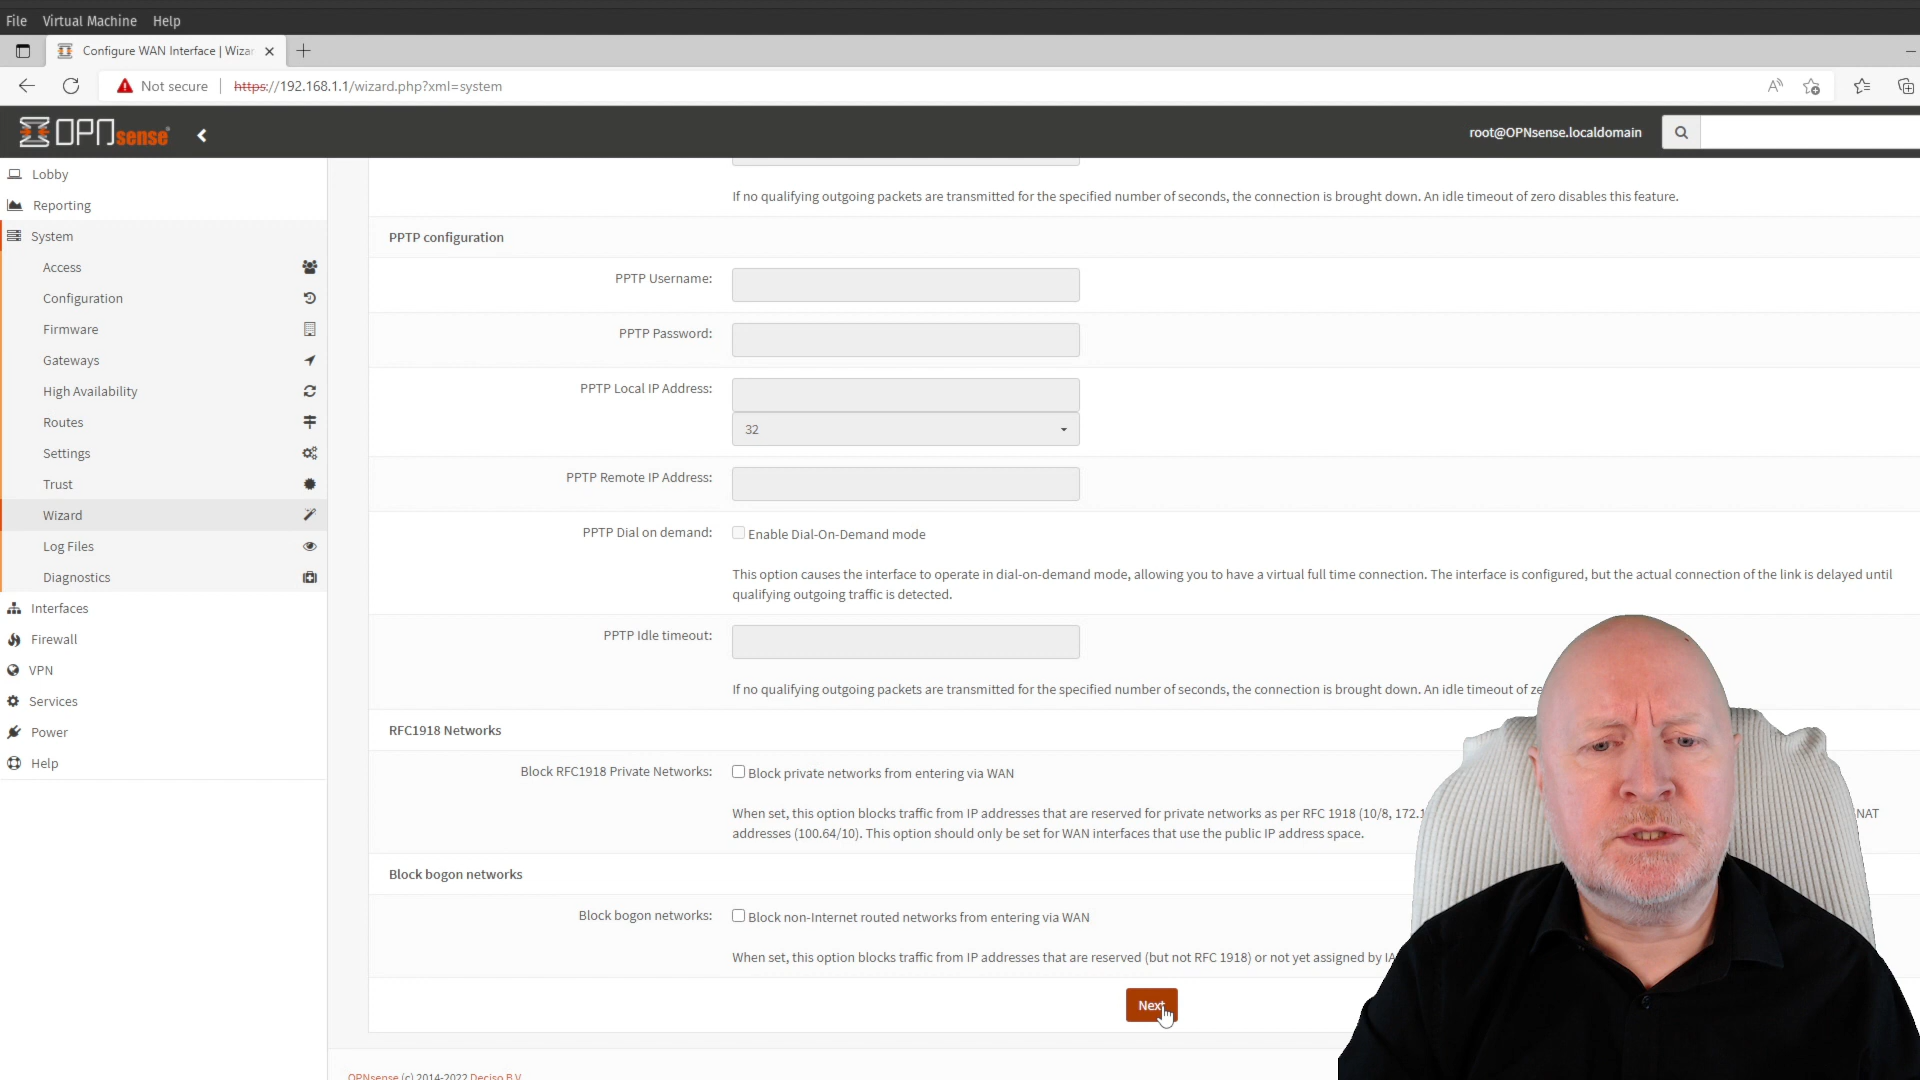 File Virtual Machine Help
Configure WAN Interface | Wizar
Not secure https://192.168.1.1/wizard.php?xml=system
OPNsense
root@OPNsense.localdomain
Lobby
Reporting
System
Access
Configuration
Firmware
Gateways
High Availability
Routes
Settings
Trust
Wizard
Log Files
Diagnostics
Interfaces
Firewall
VPN
Services
Power
Help
If no qualifying outgoing packets are transmitted for the specified number of seconds, the connection is brought down. An idle timeout of zero disables this feature.
PPTP configuration
PPTP Username:
PPTP Password:
PPTP Local IP Address:
32
PPTP Remote IP Address:
PPTP Dial on demand: Enable Dial-On-Demand mode
This option causes the interface to operate in dial-on-demand mode, allowing you to have a virtual full time connection. The interface is configured, but the actual connection of the link is delayed until
qualifying outgoing traffic is detected.
PPTP Idle timeout:
If no qualifying outgoing packets are transmitted for the specified number of seconds, the connection is brought down. An idle timeout of ze
RFC1918 Networks
Block RFC1918 Private Networks: Block private networks from entering via WAN
When set, this option blocks traffic from IP addresses that are reserved for private networks as per RFC 1918 (10/8, 172.1 NAT
addresses (100.64/10). This option should only be set for WAN interfaces that use the public IP address space.
Block bogon networks
Block bogon networks: Block non-Internet routed networks from entering via WAN
When set, this option blocks traffic from IP addresses that are reserved (but not RFC 1918) or not yet assigned by IA
Next
OPNsense (c) 2014-2022 Deciso B.V.